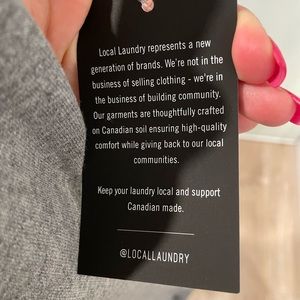 Local Laundry represents a new
generation of brands. We're not in the
business of selling clothing - we're in
the business of building community.
Our garments are thoughtfully crafted
on Canadian soil ensuring high-quality
comfort while giving back to our local
communities.
Keep your laundry local and support
Canadian made.
@LOCALLAUNDRY